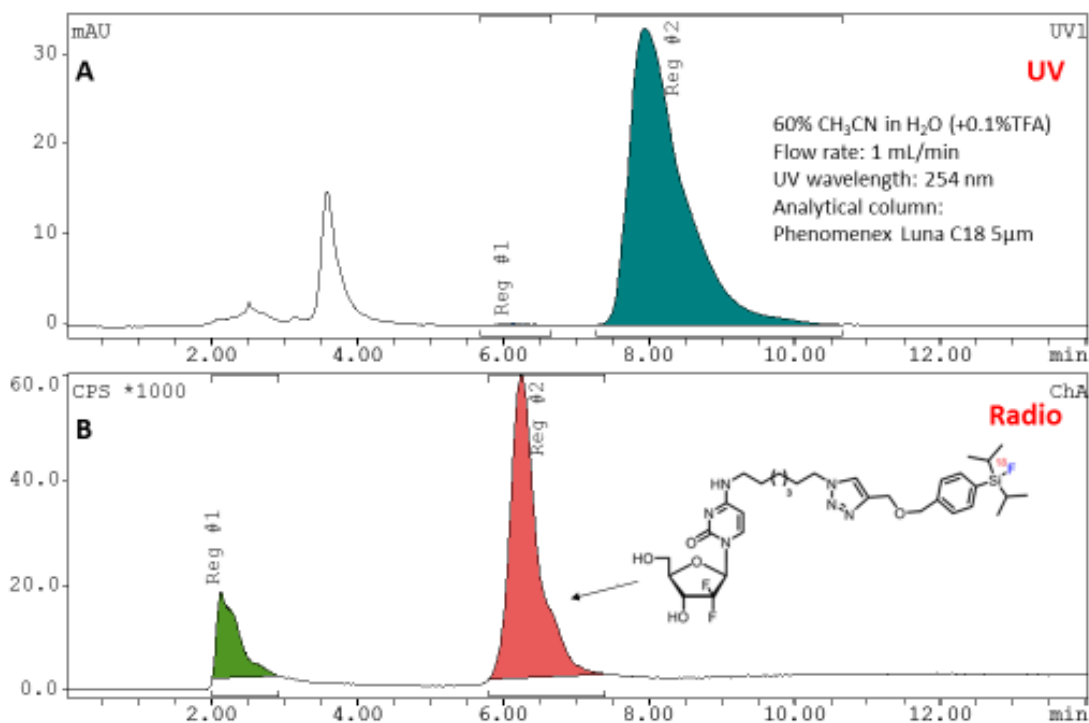 mAU
UV1
30
A
UV
Reg #2
60% CH₃CN in H₂O (+0.1%TFA)
Flow rate: 1 mL/min
UV wavelength: 254 nm
Analytical column:
Phenomenex Luna C18 5µm
20
10
Reg #1
0
2.00 4.00 6.00 8.00 10.00 12.00 min
60.0
CPS *1000
ChA
B
Radio
Reg #2
40.0
18
F
Si
HN
3
N
N=N
O
N
O
N
Reg #1
20.0
HO
O
F
HO
F
0.0
2.00 4.00 6.00 8.00 10.00 12.00 min